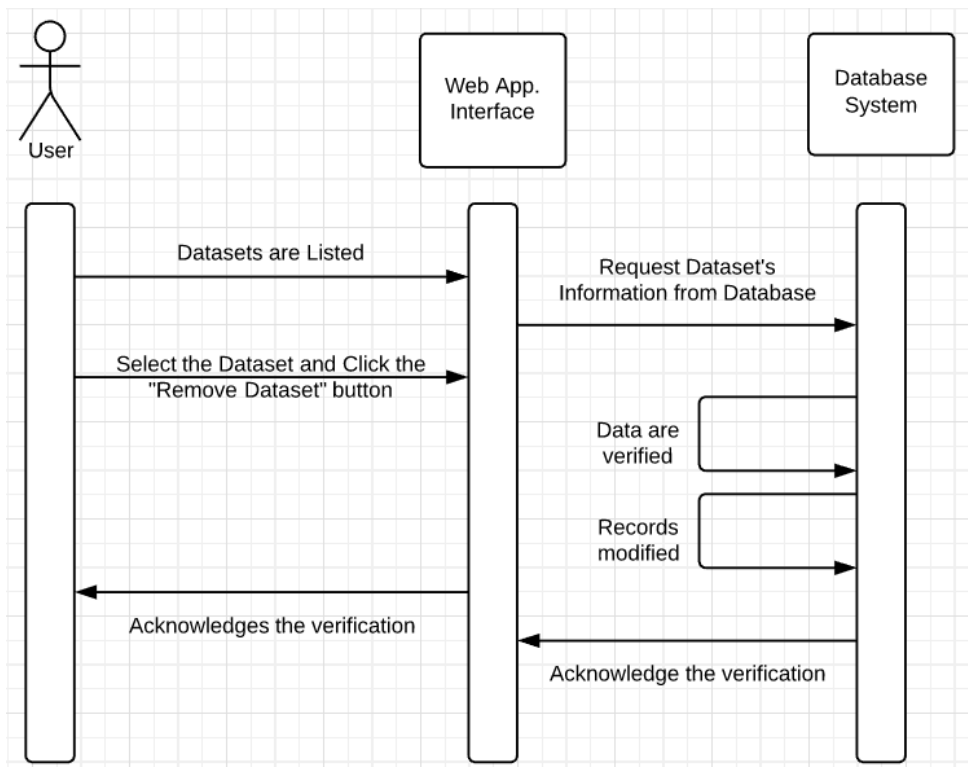 User
Web App.
Interface
Database
System
Datasets are Listed
Request Dataset's
Information from Database
Select the Dataset and Click the
"Remove Dataset" button
Data are
verified
Records
modified
Acknowledges the verification
Acknowledge the verification